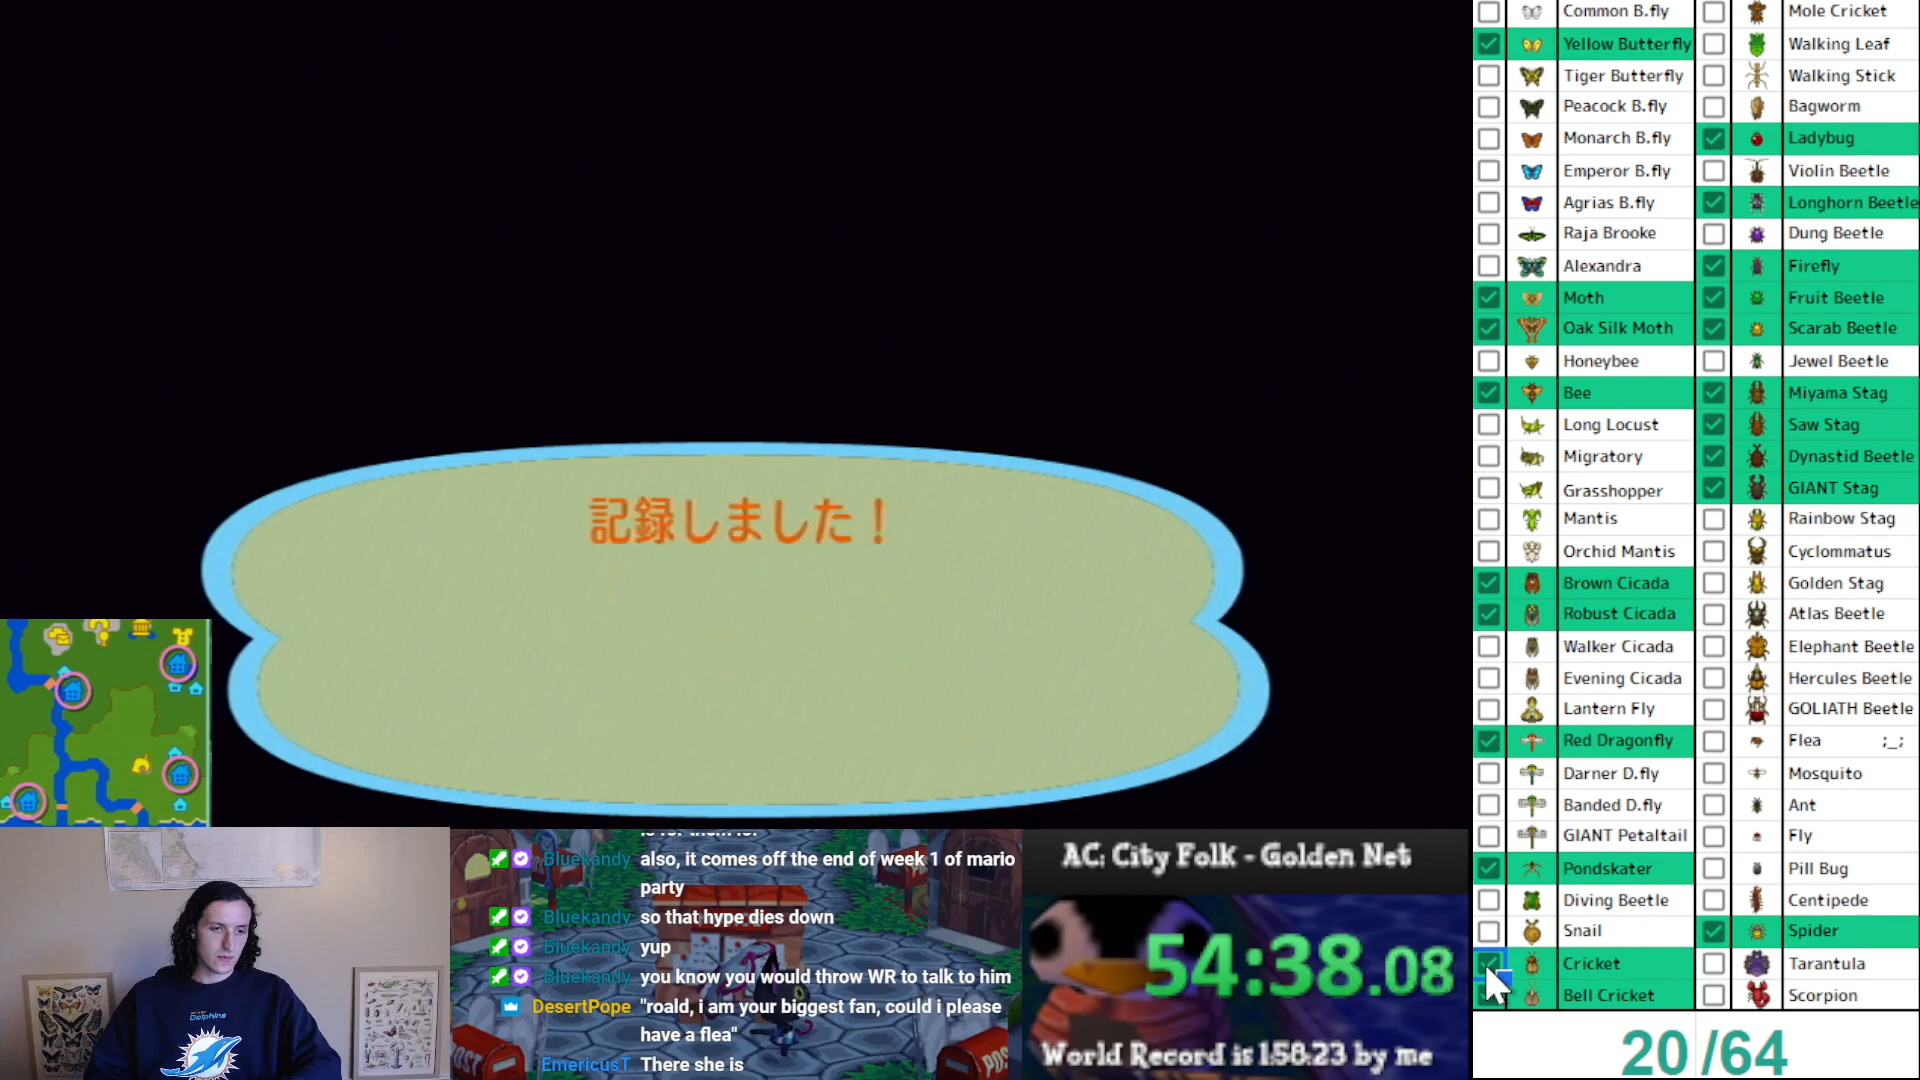 記録しました！
Common B.fly
Mole Cricket
Yellow Butterfly
Walking Leaf
Tiger Butterfly
Walking Stick
Peacock B.fly
Bagworm
Monarch B.fly
Ladybug
Emperor B.fly
Violin Beetle
Agrias B.fly
Longhorn Beetle
Raja Brooke
Dung Beetle
Alexandra
Firefly
Moth
Fruit Beetle
Oak Silk Moth
Scarab Beetle
Honeybee
Jewel Beetle
Bee
Miyama Stag
Long Locust
Saw Stag
Migratory
Dynastid Beetle
Grasshopper
GIANT Stag
Mantis
Rainbow Stag
Orchid Mantis
Cyclommatus
Brown Cicada
Golden Stag
Robust Cicada
Atlas Beetle
Walker Cicada
Elephant Beetle
Evening Cicada
Hercules Beetle
Lantern Fly
GOLIATH Beetle
Red Dragonfly
Flea ;_;
Darner D.fly
Mosquito
Banded D.fly
Ant
GIANT Petaltail
Fly
Pondskater
Pill Bug
Diving Beetle
Centipede
Snail
Spider
Cricket
Tarantula
Bell Cricket
Scorpion
20 /64
Bluekandy also, it comes off the end of week 1 of mario
party
Bluekandy so that hype dies down
Bluekandy yup
Bluekandy you know you would throw WR to talk to him
DesertPope "roald, i am your biggest fan, could i please
have a flea"
EmericusT There she is
AC: City Folk - Golden Net
54:38.08
World Record is 1:58:23 by me
Dolphins